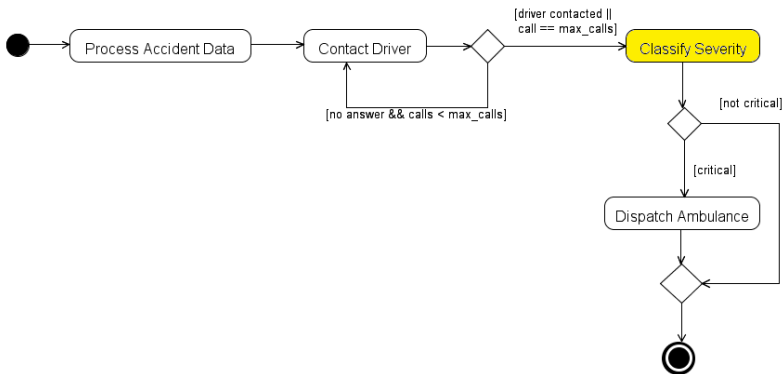 [driver contacted ||
call == max_calls]
Process Accident Data
Contact Driver
Classify Severity
[no answer && calls < max_calls]
[not critical]
[critical]
Dispatch Ambulance